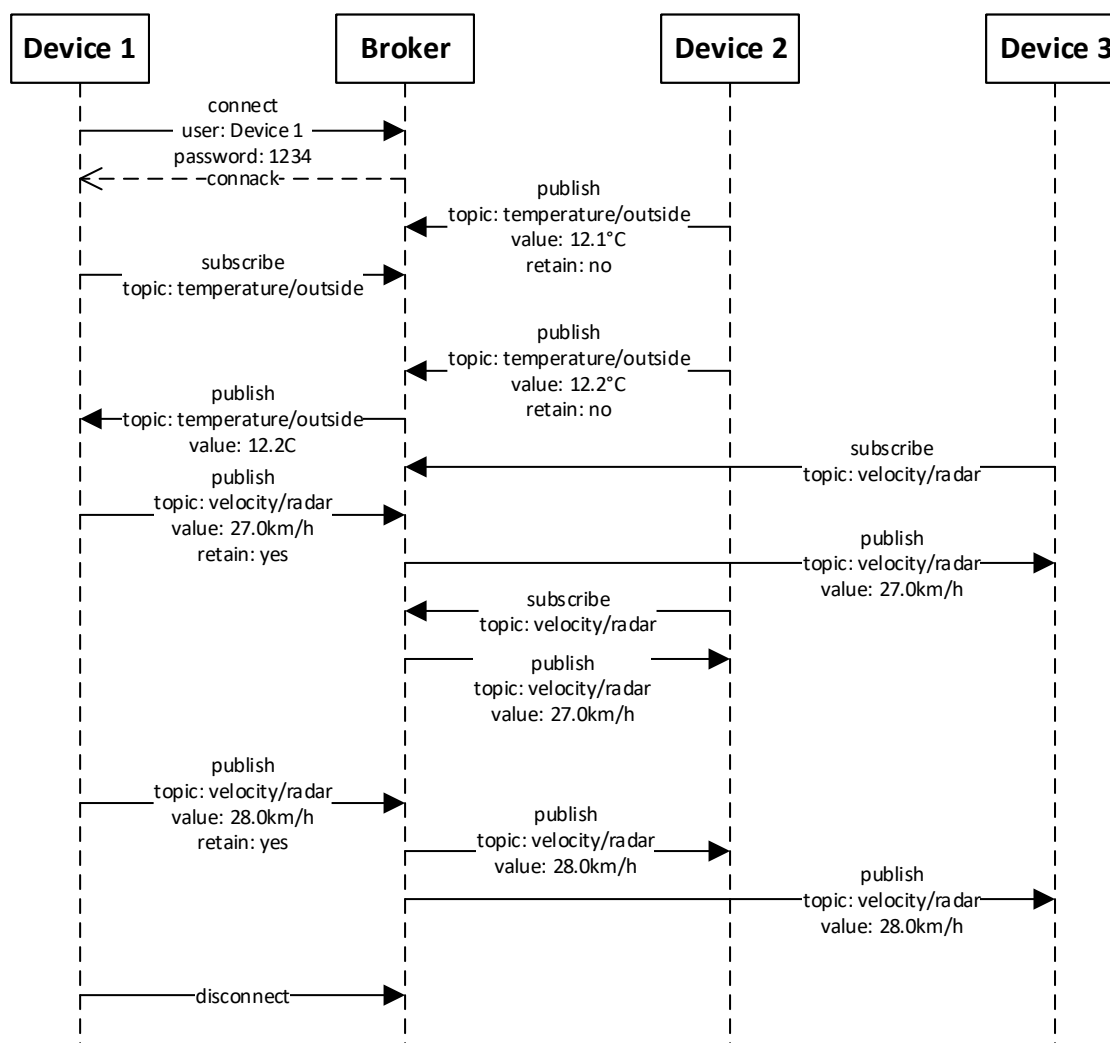 Device 1
Broker
Device 2
Device 3
connect
user: Device 1
password: 1234
connack
publish
topic: temperature/outside
value: 12.1°C
retain: no
subscribe
topic: temperature/outside
publish
topic: temperature/outside
value: 12.2°C
retain: no
publish
topic: temperature/outside
value: 12.2C
subscribe
topic: velocity/radar
publish
topic: velocity/radar
value: 27.0km/h
retain: yes
publish
topic: velocity/radar
value: 27.0km/h
subscribe
topic: velocity/radar
publish
topic: velocity/radar
value: 27.0km/h
publish
topic: velocity/radar
value: 28.0km/h
retain: yes
publish
topic: velocity/radar
value: 28.0km/h
publish
topic: velocity/radar
value: 28.0km/h
disconnect